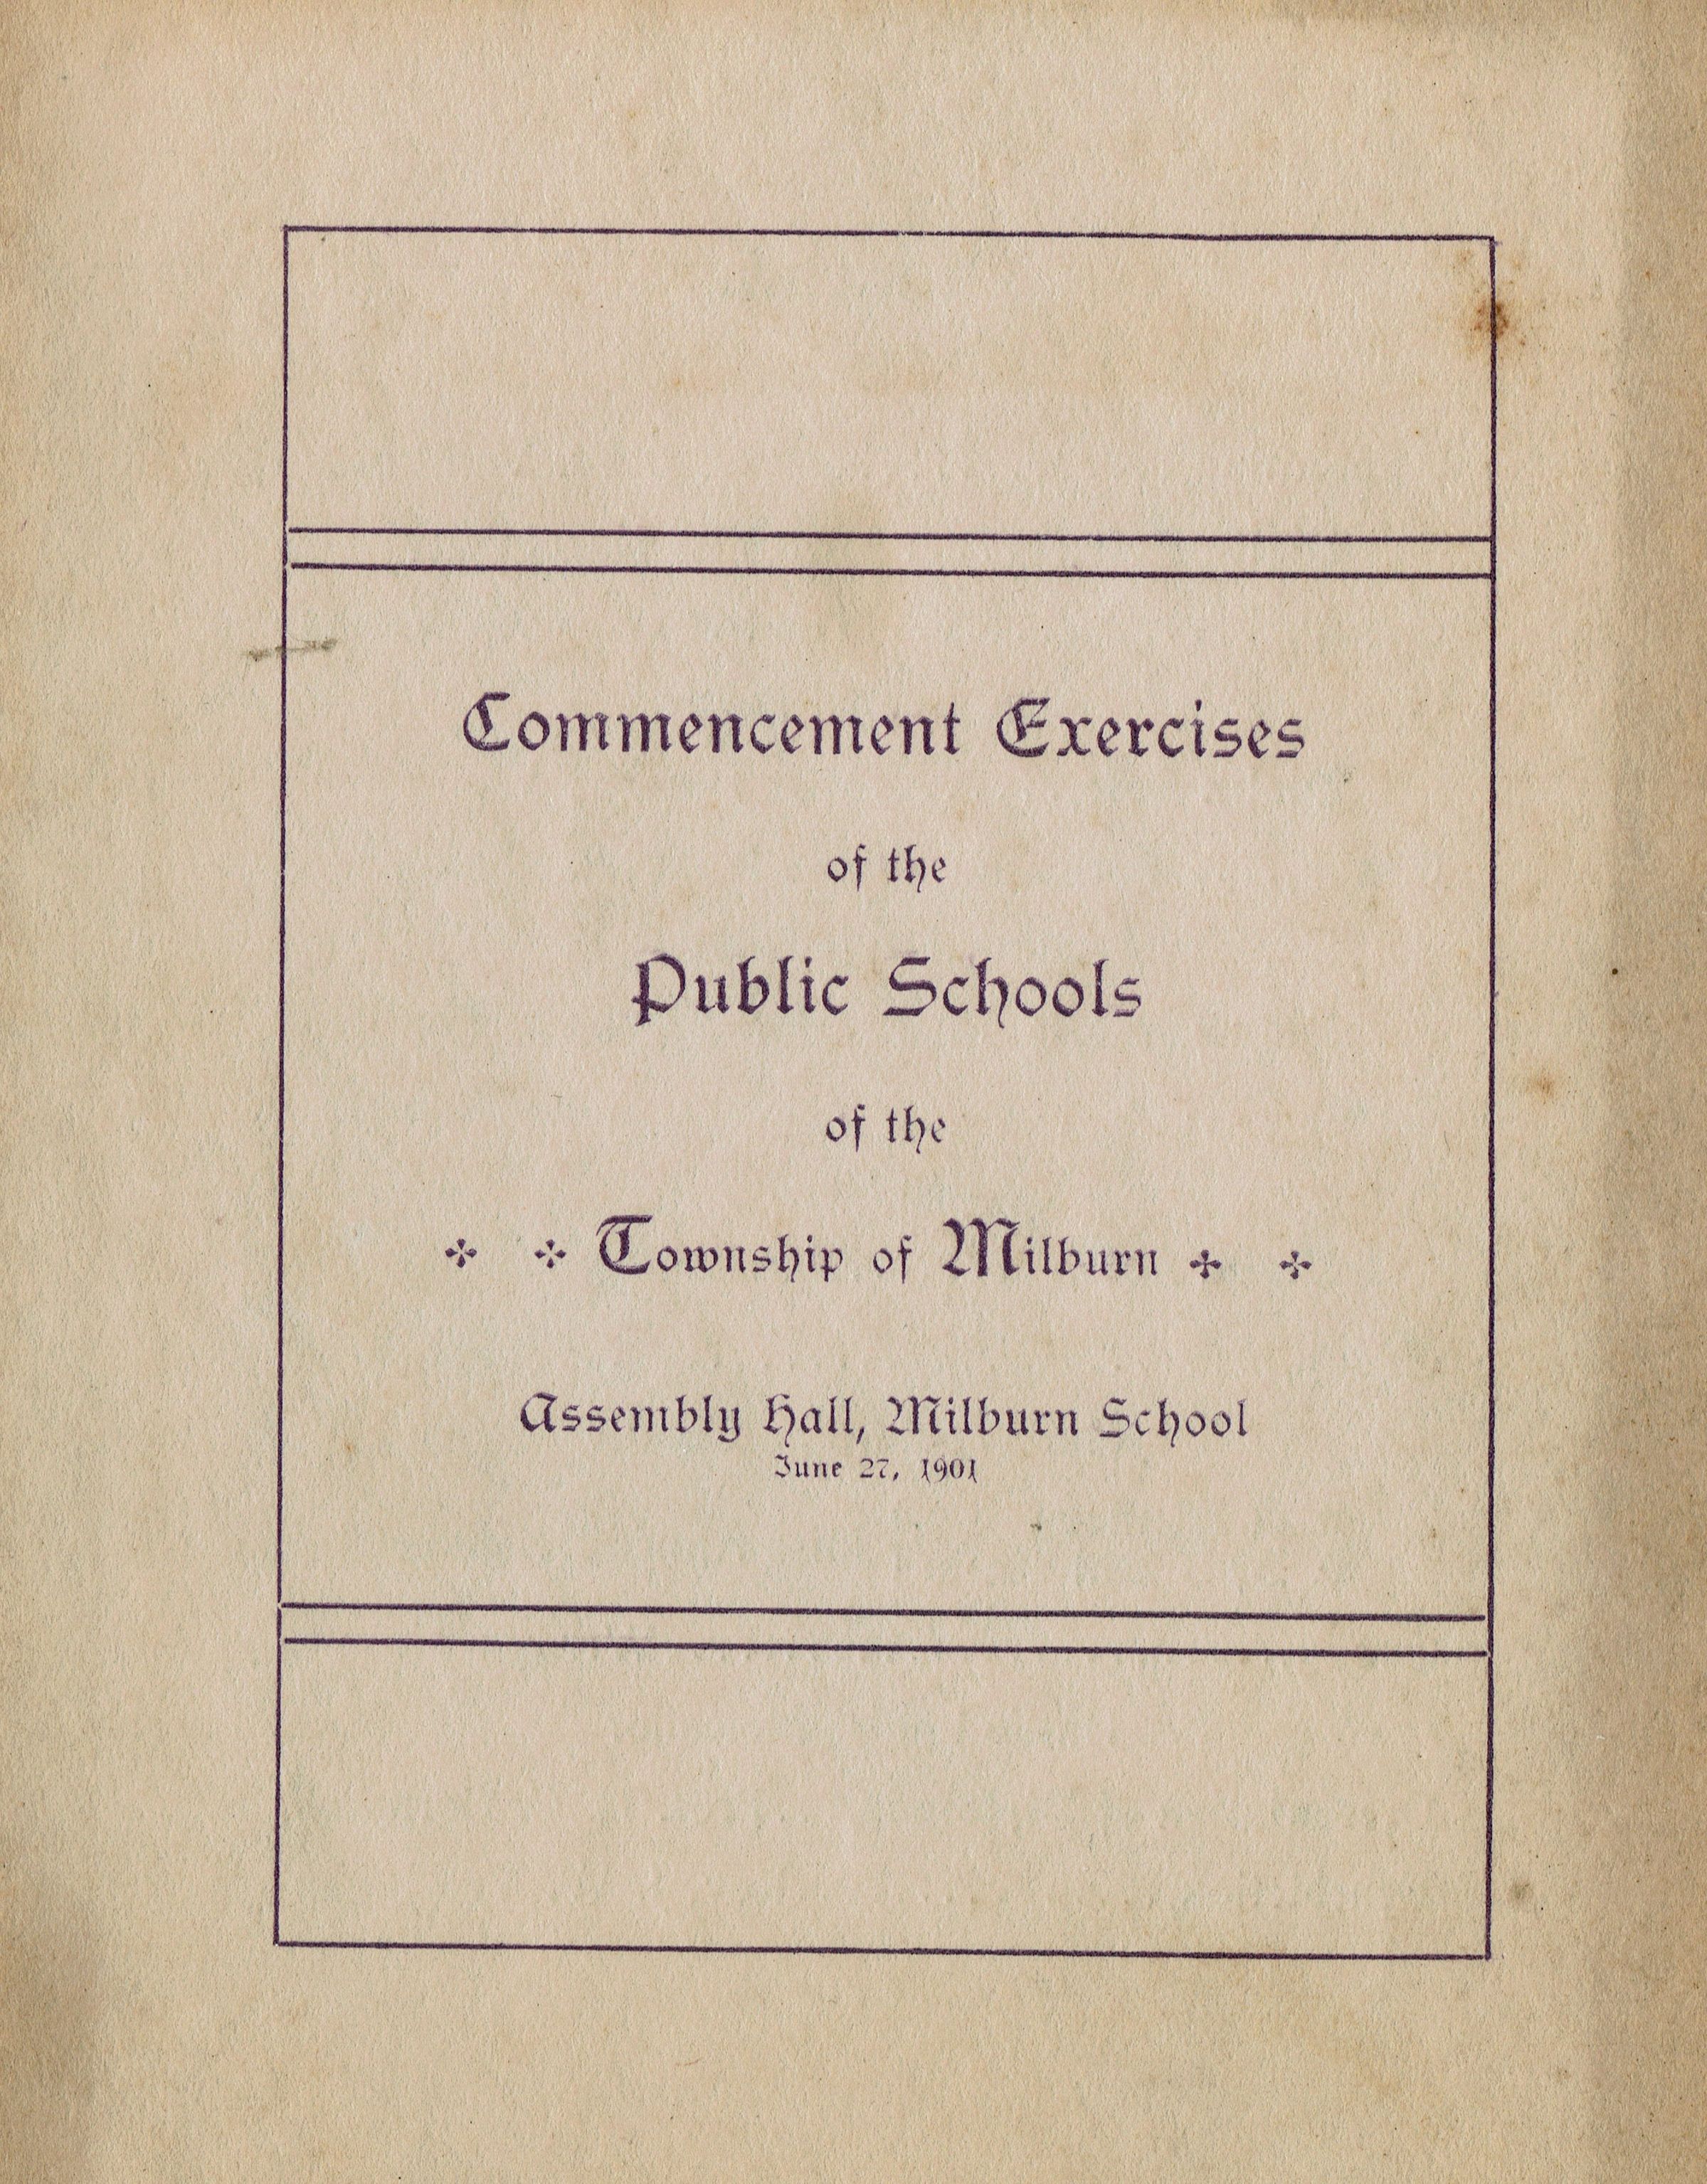 Commencement Exercises
of the
Public Schools
of the
Township of Milburn
Assembly Hall, Milburn School
June 27, 1901